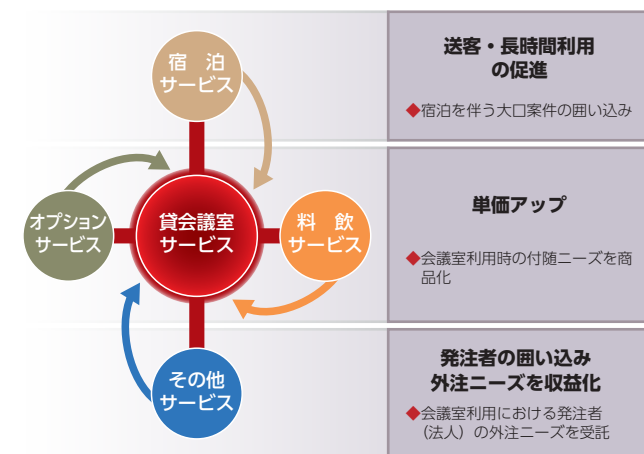 宿　泊
サービス
オプション
サービス
貸会議室
サービス
料　飲
サービス
その他
サービス
送客・長時間利用
の促進
◆宿泊を伴う大口案件の囲い込み
単価アップ
◆会議室利用時の付随ニーズを商
品化
発注者の囲い込み
外注ニーズを収益化
◆会議室利用における発注者
（法人）の外注ニーズを受託